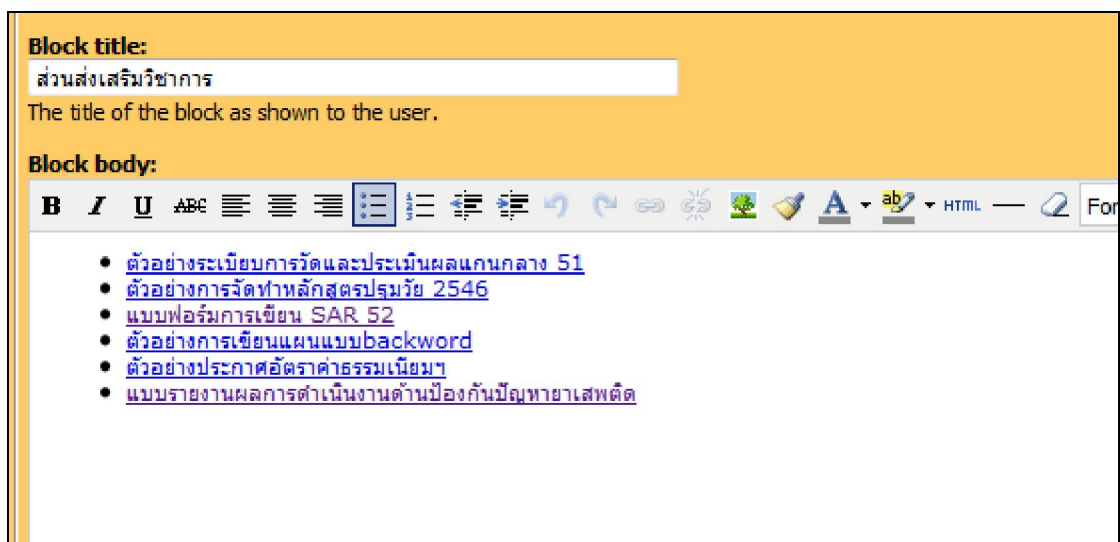 Block title:
ส่วนส่งเสริมวิชาการ
The title of the block as shown to the user.
Block body:
B I U ABC HTML For
ตัวอย่างระเบียบการวัดและประเมินผลแกนกลาง 51
ตัวอย่างการจัดทำหลักสูตรปฐมวัย 2546
แบบฟอร์มการเขียน SAR 52
ตัวอย่างการเขียนแผนแบบbackword
ตัวอย่างประกาศอัตราค่าธรรมเนียมฯ
แบบรายงานผลการดำเนินงานด้านป้องกันปัญหายาเสพติด